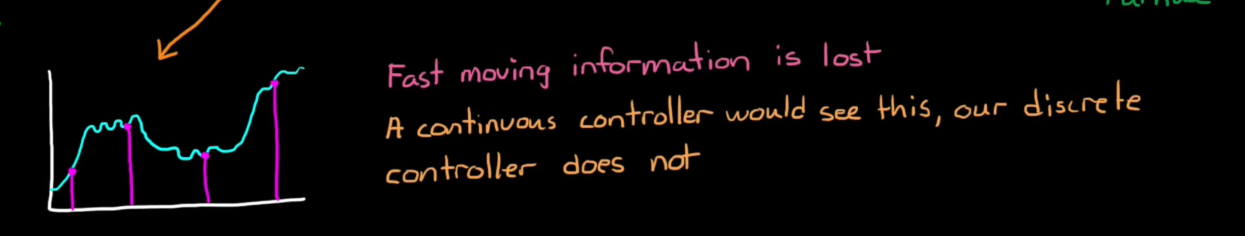 Fast moving information is lost
A continuous controller would see this, our discrete
controller does not